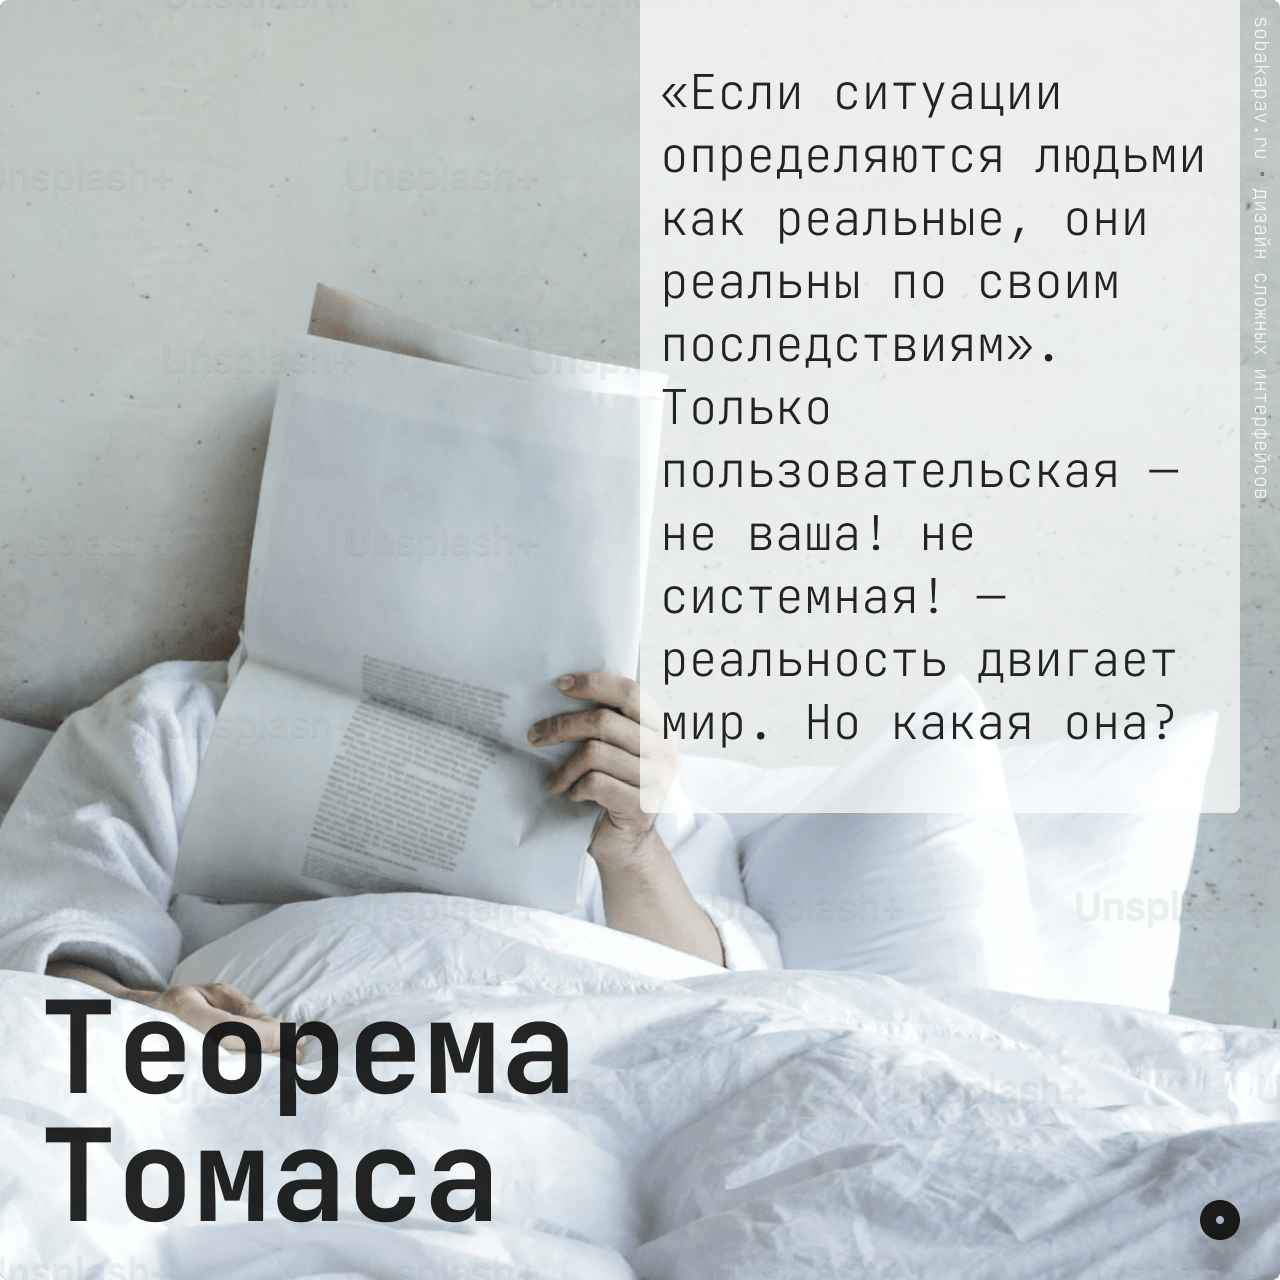 «Если ситуации
определяются людьми
как реальные, они
реальны по своим
последствиям».
Только
пользовательская —
не ваша! не
системная! —
реальность двигает
мир. Но какая она?
sobakapav.ru • дизайн сложных интерфейсов
Теорема
Томаса
Unsplash+